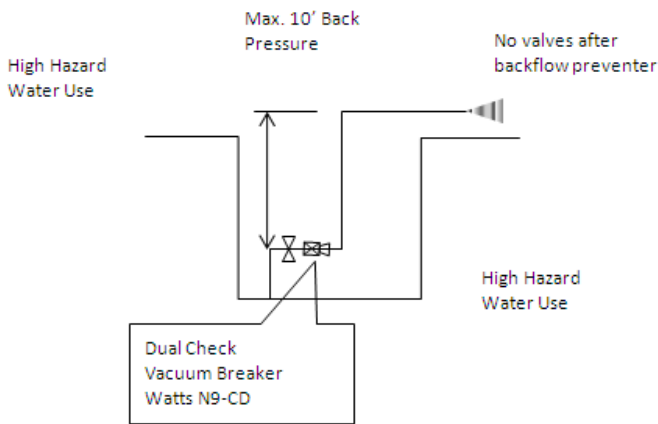 Max. 10' Back
Pressure
No valves after
backflow preventer
High Hazard
Water Use
High Hazard
Water Use
Dual Check
Vacuum Breaker
Watts N9-CD